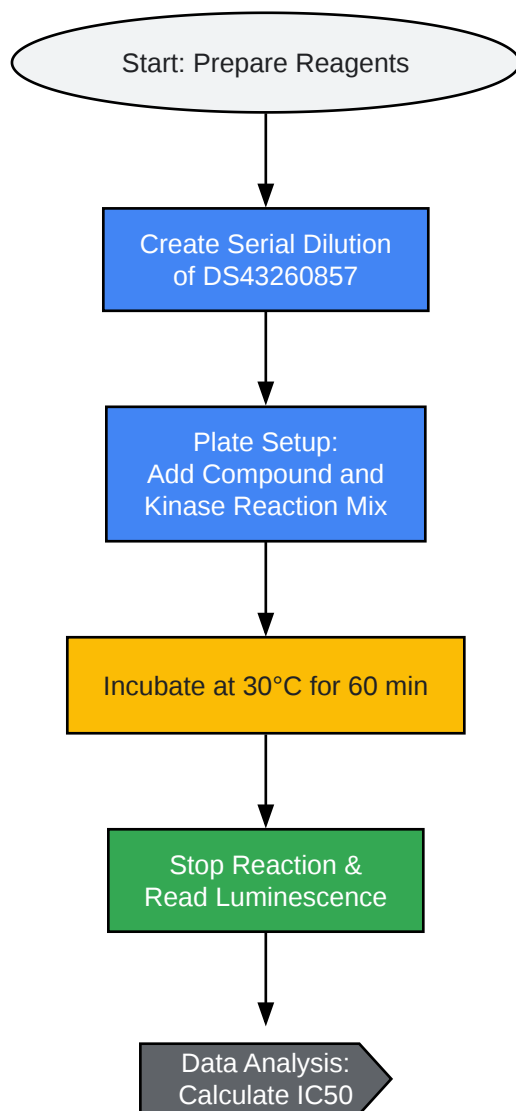 Start: Prepare Reagents
Create Serial Dilution
of DS43260857
Plate Setup:
Add Compound and
Kinase Reaction Mix
Incubate at 30°C for 60 min
Stop Reaction &
Read Luminescence
Data Analysis:
Calculate IC50